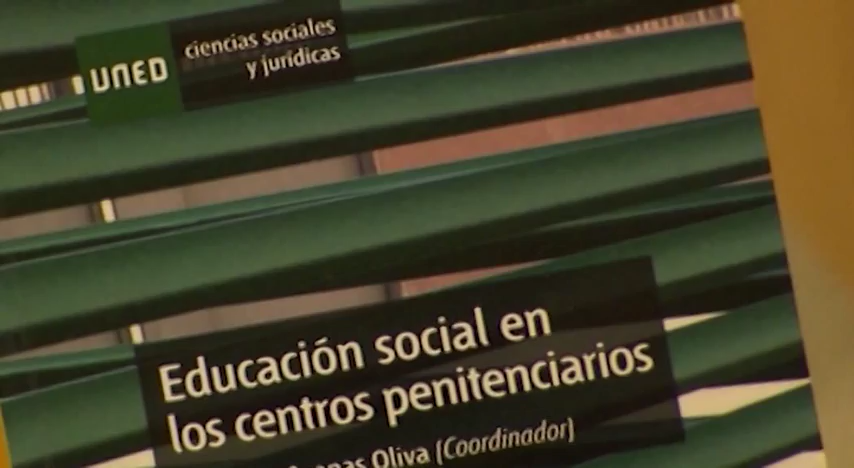 UNED
ciencias sociales
y jurídicas
Educación social en
los centros penitenciarios
Oliva (Coordinador)